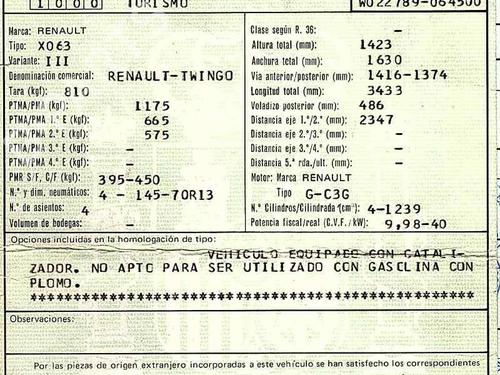 1000 TURISMO W0 22789-064500
Marca: RENAULT
Tipo: X063
Variante: III
Denominación comercial: RENAULT-TWINGO
Tara (kgf): 810
PTMA/PMA (kgf): 1175
PTMA/PMA 1.º E (kgf): 665
PTMA/PMA 2.º E (kgf): 575
PTMA/PMA 3.º E (kgf): –
PTMA/PMA 4.º E (kgf): –
PMR S/F, C/F (kgf): 395-450
N.º y dim. neumáticos: 4 - 145-70R13
N.º de asientos: 4
Volumen de bodegas: –
Clase según R. 36: –
Altura total (mm): 1423
Anchura total (mm): 1630
Vía anterior/posterior (mm): 1416-1374
Longitud total (mm): 3433
Voladizo posterior (mm): 486
Distancia eje 1.º/2.º (mm): 2347
Distancia eje 2.º/3.º (mm): –
Distancia eje 3.º/4.º (mm): –
Distancia 5.ª rda./ult. (mm): –
Motor: Marca RENAULT
Tipo G-C3G
N.º Cilindros/Cilindrada (cm³): 4-1239
Potencia fiscal/real (C.V.F./kW): 9,98-40
Opciones incluidas en la homologación de tipo:
VEHICULO EQUIPADO CON CATALI-
ZADOR. NO APTO PARA SER UTILIZADO CON GASOLINA CON
PLOMO.
************************************************
Observaciones:
Por las piezas de origen extranjero incorporadas a este vehículo se han satisfecho los correspondientes